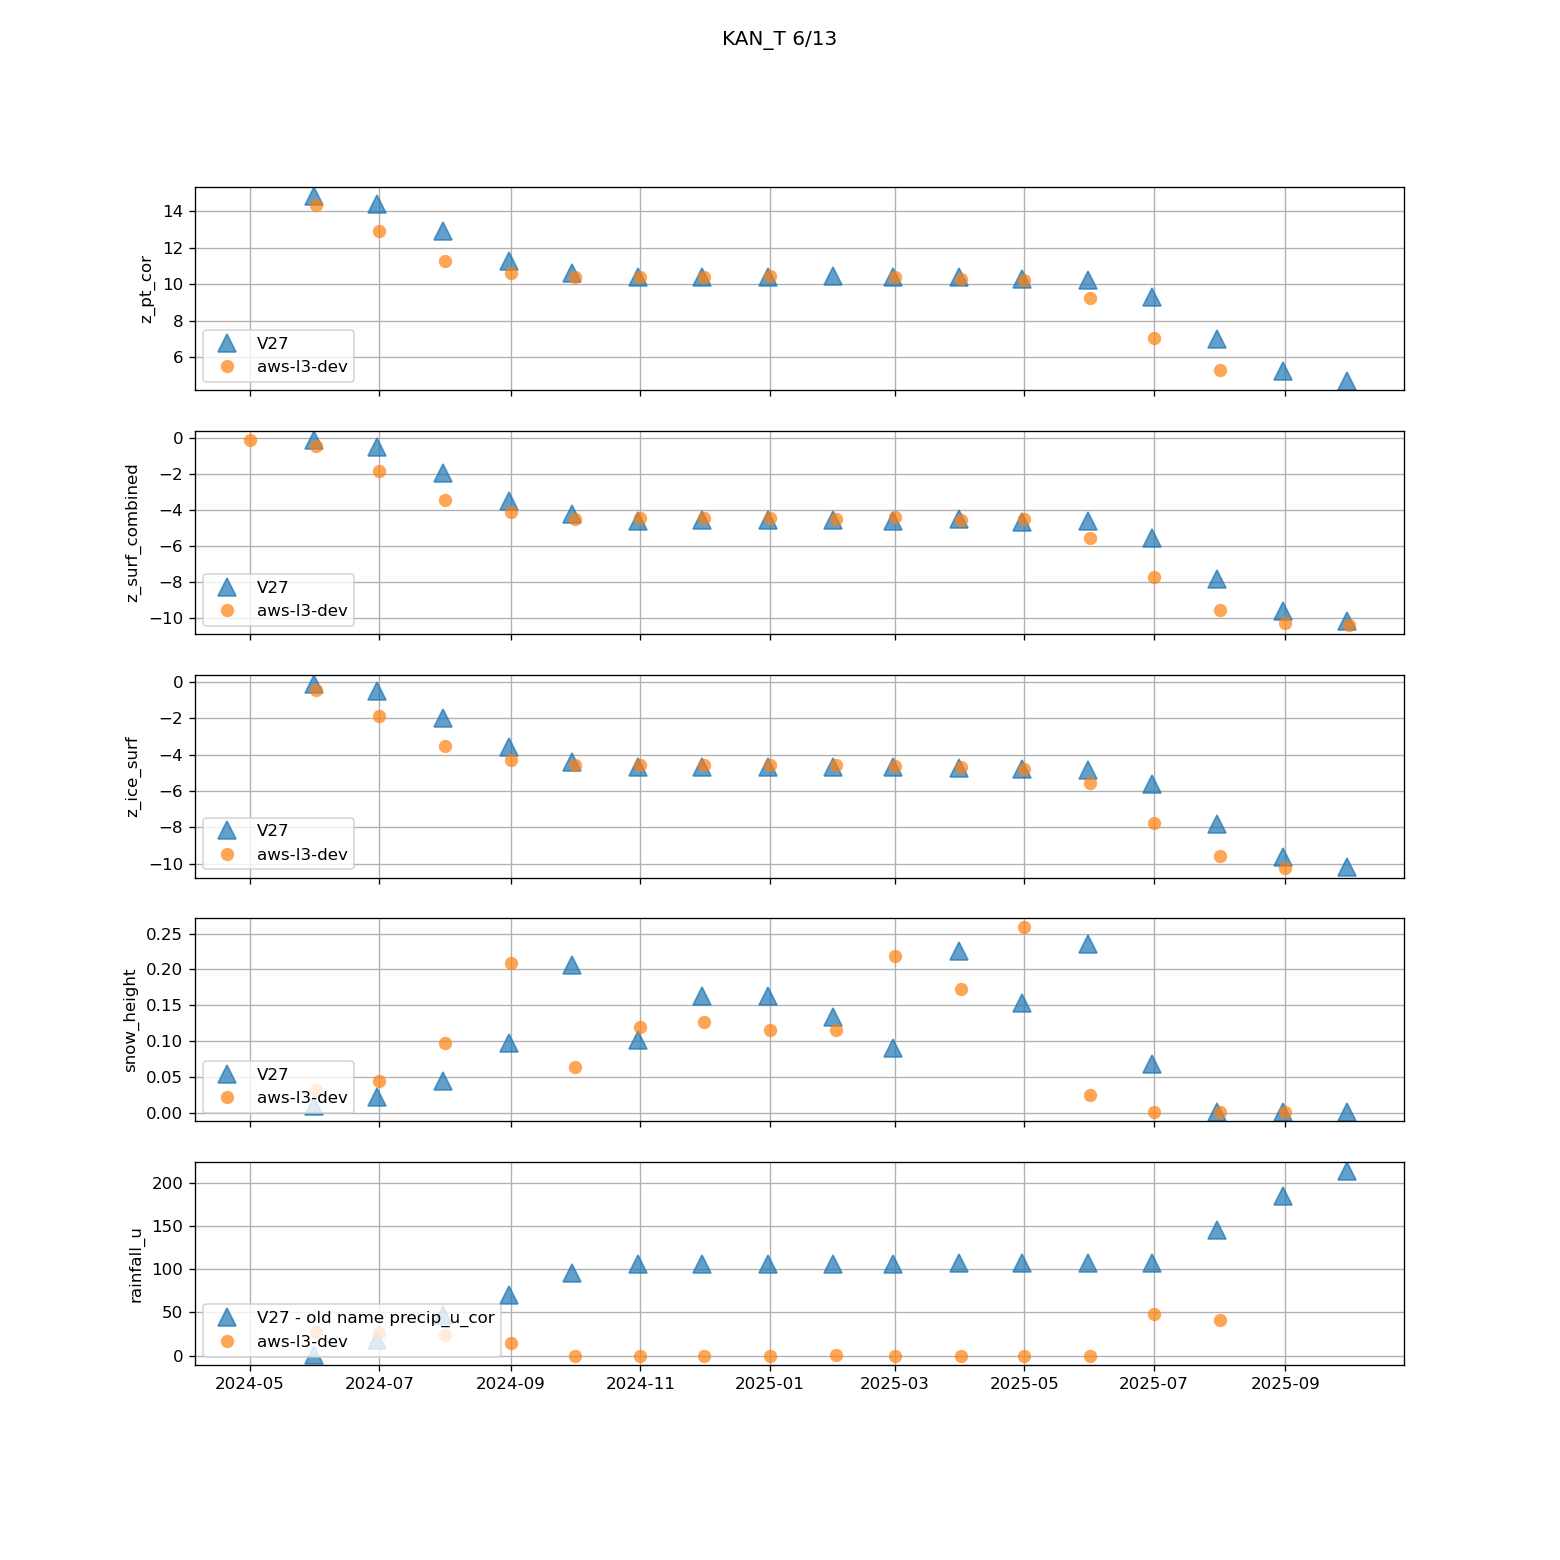 KAN_T 6/13
z_pt_cor
14
12
10
8
6
V27
aws-l3-dev
z_surf_combined
0
−2
−4
−6
−8
−10
V27
aws-l3-dev
z_ice_surf
0
−2
−4
−6
−8
−10
V27
aws-l3-dev
snow_height
0.25
0.20
0.15
0.10
0.05
0.00
V27
aws-l3-dev
rainfall_u
200
150
100
50
0
V27 - old name precip_u_cor
aws-l3-dev
2024-05 2024-07 2024-09 2024-11 2025-01 2025-03 2025-05 2025-07 2025-09